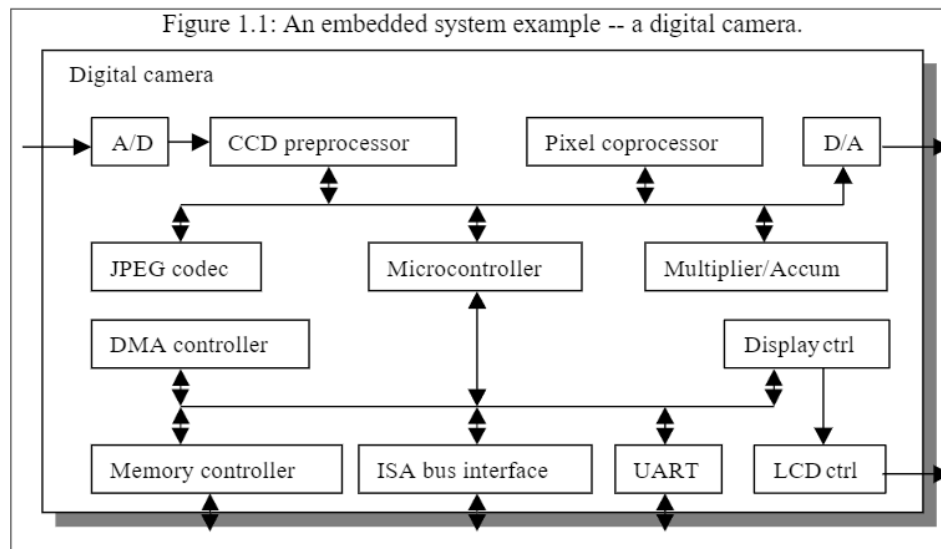 Figure 1.1: An embedded system example -- a digital camera.
Digital camera
A/D
CCD preprocessor
Pixel coprocessor
D/A
JPEG codec
Microcontroller
Multiplier/Accum
DMA controller
Display ctrl
Memory controller
ISA bus interface
UART
LCD ctrl